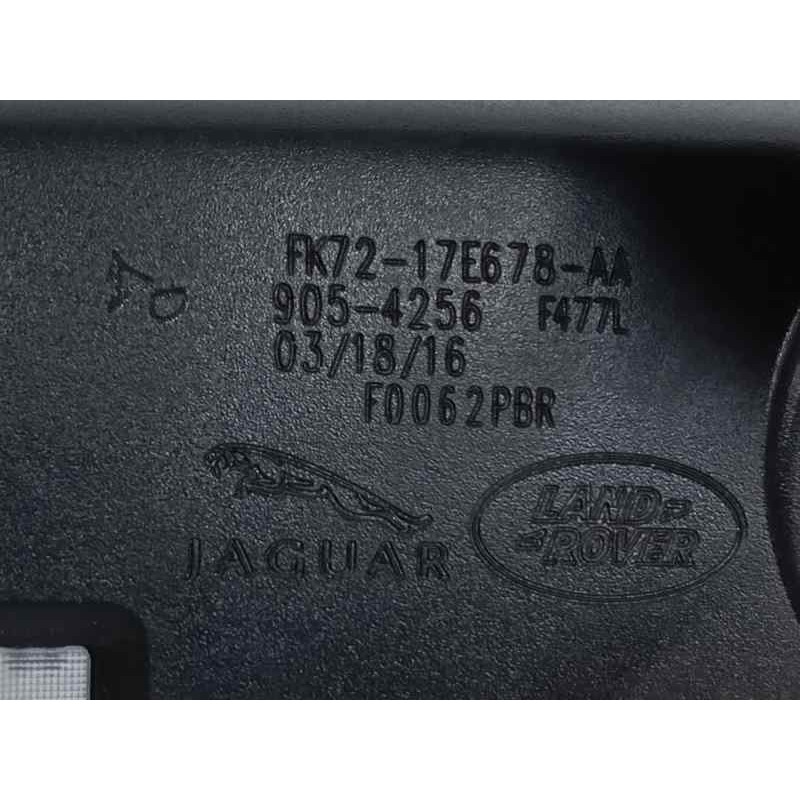 FK72-17E678-AA
905-4256 F477L
03/18/16
F0062PBR
JAGUAR
LAND
ROVER